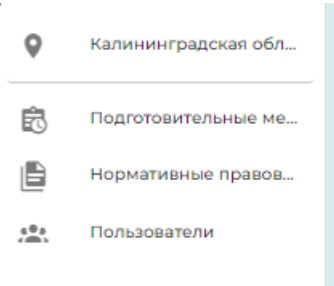 Калининградская обл...
Подготовительные ме...
Нормативные правов...
Пользователи